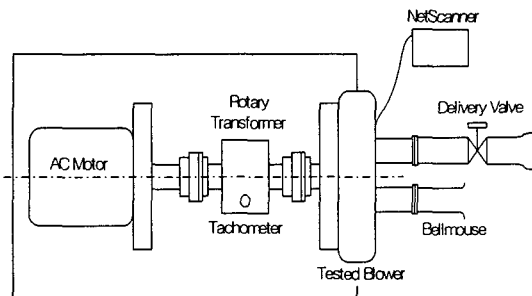 NetScanner
Delivery Valve
Rotary
Transformer
AC Motor
Tachometer
Bellmouse
Tested Blower